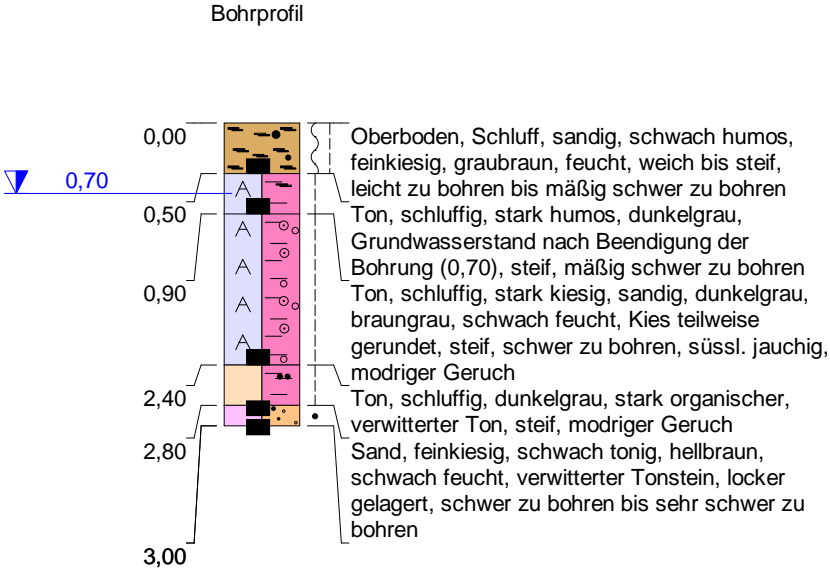 Bohrprofil
0,00
Oberboden, Schluff, sandig, schwach humos,
feinkiesig, graubraun, feucht, weich bis steif,
leicht zu bohren bis mäßig schwer zu bohren
0,70
0,50
Ton, schluffig, stark humos, dunkelgrau,
Grundwasserstand nach Beendigung der
Bohrung (0,70), steif, mäßig schwer zu bohren
0,90
Ton, schluffig, stark kiesig, sandig, dunkelgrau,
braungrau, schwach feucht, Kies teilweise
gerundet, steif, schwer zu bohren, süssl. jauchig,
modriger Geruch
2,40
Ton, schluffig, dunkelgrau, stark organischer,
verwitterter Ton, steif, modriger Geruch
2,80
Sand, feinkiesig, schwach tonig, hellbraun,
schwach feucht, verwitterter Tonstein, locker
gelagert, schwer zu bohren bis sehr schwer zu
bohren
3,00